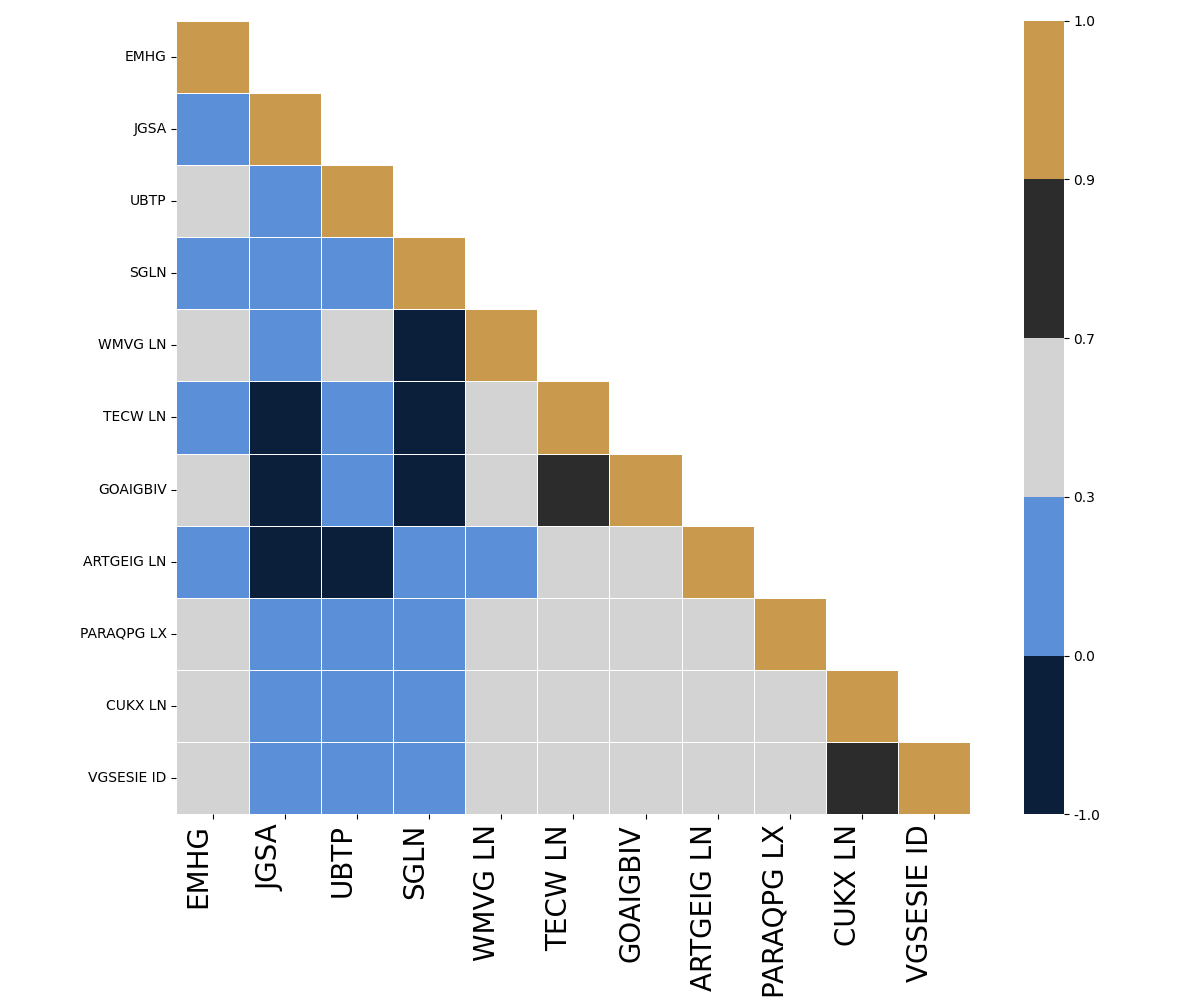 EMHG
JGSA
UBTP
SGLN
WMVG LN
TECW LN
GOAIGBIV
ARTGEIG LN
PARAQPG LX
CUKX LN
VGSESIE ID
EMHG
JGSA
UBTP
SGLN
WMVG LN
TECW LN
GOAIGBIV
ARTGEIG LN
PARAQPG LX
CUKX LN
VGSESIE ID
1.0
0.9
0.7
0.3
0.0
-1.0